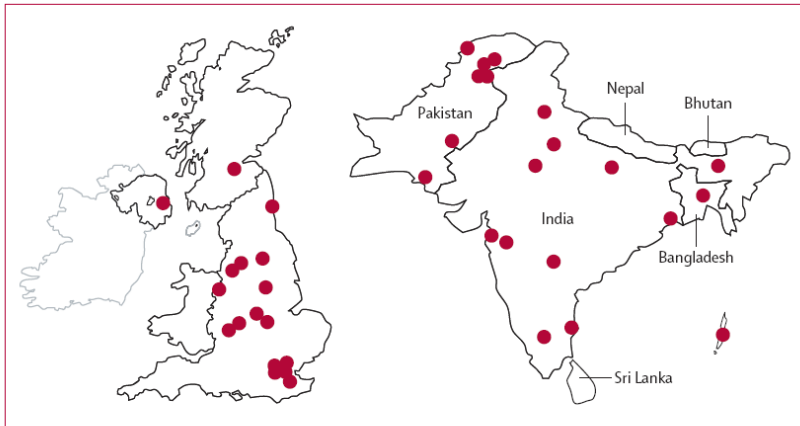 Nepal
Bhutan
Pakistan
India
Bangladesh
Sri Lanka